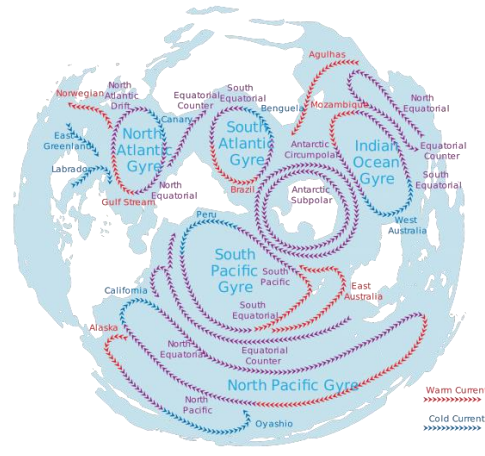 Agulhas
Norwegian
North
Atlantic
Drift
Equatorial
Counter
South
Equatorial
Benguela
Mozambique
North
Equatorial
Canary
East
Greenland
North
Atlantic
Gyre
South
Atlantic
Gyre
Antarctic
Circumpolar
Indian
Ocean
Gyre
Equatorial
Counter
Labrador
South
Equatorial
North
Equatorial
Brazil
Antarctic
Subpolar
Gulf Stream
Peru
West
Australia
South
Pacific
Gyre
South
Pacific
California
East
Australia
South
Equatorial
Alaska
North
Equatorial
Equatorial
Counter
North Pacific Gyre
North
Pacific
Oyashio
Warm Curren
Cold Current